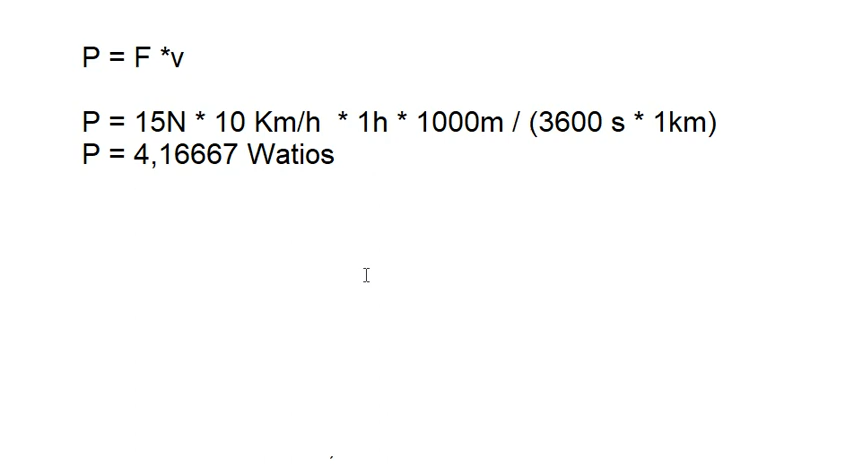 P = F *v
P = 15N * 10 Km/h  * 1h * 1000m / (3600 s * 1km)
P = 4,16667 Watios